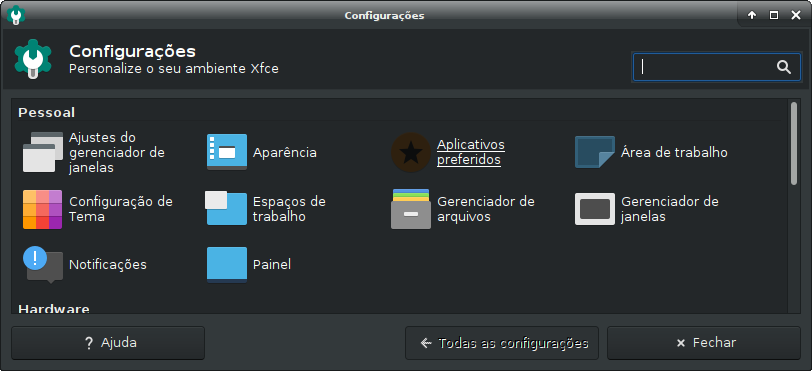 Configurações
Configurações
Personalize o seu ambiente Xfce
Pessoal
Ajustes do
gerenciador de
janelas
Aparência
Aplicativos
preferidos
Área de trabalho
Configuração de
Tema
Espaços de
trabalho
Gerenciador de
arquivos
Gerenciador de
janelas
Notificações
Painel
Hardware
? Ajuda
Todas as configurações
Fechar